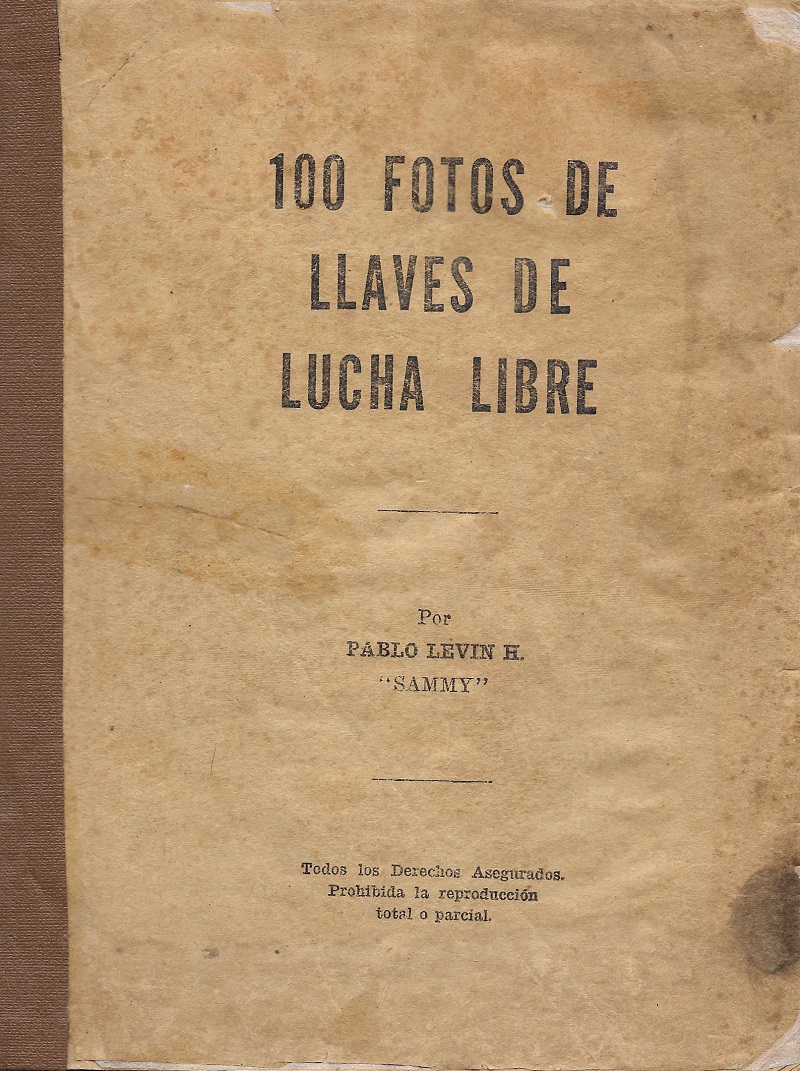 100 FOTOS DE
LLAVES DE
LUCHA LIBRE
Por
PABLO LEVIN H.
“SAMMY”
Todos los Derechos Asegurados.
Prohibida la reproducción
total o parcial.